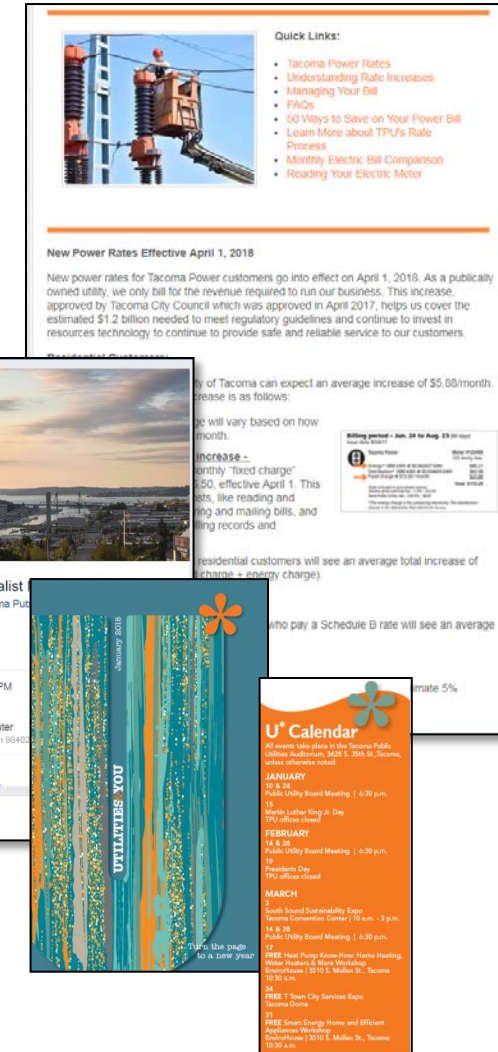 Quick Links:
Tacoma Power Rates
Understanding Rate Increases
Managing Your Bill
FAQs
50 Ways to Save on Your Power Bill
Learn More about TPU's Rate
Process
Monthly Electric Bill Comparison
Reading Your Electric Meter
New Power Rates Effective April 1, 2018
New power rates for Tacoma Power customers go into effect on April 1, 2018. As a publically
owned utility, we only bill for the revenue required to run our business. This increase,
approved by Tacoma City Council which was approved in April 2017, helps us cover the
estimated $1.2 billion needed to meet regulatory guidelines and continue to invest in
resources technology to continue to provide safe and reliable service to our customers.
of Tacoma can expect an average increase of $5.88/month.
crease is as follows:
ge will vary based on how
month.
increase -
onthly "fixed charge"
.50, effective April 1. This
sts, like reading and
ring and mailing bills, and
lling records and
Billing period - Jun. 24 to Aug. 23
residential customers will see an average total increase of
charge + energy charge).
who pay a Schedule B rate will see an average
imate 5%
alist
ma Pub
PM
nter
n 98402
January 2018
UTILITIES YOU
Turn the page
to a new year
U* Calendar
All events take place in the Tacoma Public
Utilities Auditorium, 3628 S. 35th St., Tacoma,
unless otherwise noted.
JANUARY
10 & 24
Public Utility Board Meeting | 6:30 p.m.
15
Martin Luther King Jr. Day
TPU offices closed
FEBRUARY
14 & 28
Public Utility Board Meeting | 6:30 p.m.
19
Presidents Day
TPU offices closed
MARCH
3
South Sound Sustainability Expo
Tacoma Convention Center | 10 a.m. - 3 p.m.
14 & 28
Public Utility Board Meeting | 6:30 p.m.
17
FREE Heat Pump Know-How: Home Heating,
Water Heaters & More Workshop
EnviroHouse | 3510 S. Mullen St., Tacoma
10:30 a.m.
24
FREE T Town City Services Expo
Tacoma Dome
31
FREE Smart Energy Home and Efficient
Appliances Workshop
EnviroHouse | 3510 S. Mullen St., Tacoma
10:30 a.m.